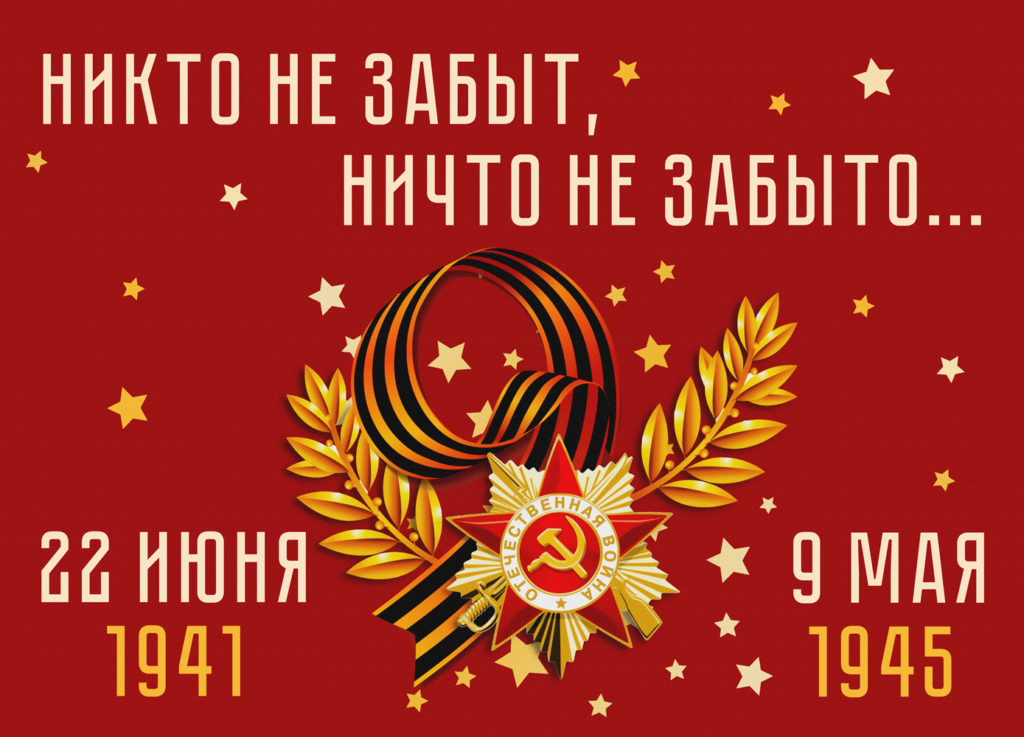 НИКТО НЕ ЗАБЫТ,
НИЧТО НЕ ЗАБЫТО...
ОТЕЧЕСТВЕННАЯ ВОЙНА
22 ИЮНЯ
1941
9 МАЯ
1945